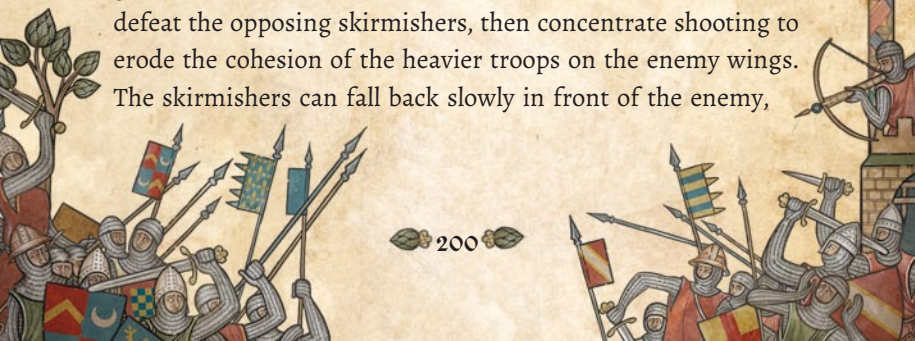 defeat the opposing skirmishers, then concentrate shooting to
erode the cohesion of the heavier troops on the enemy wings.
The skirmishers can fall back slowly in front of the enemy,
200